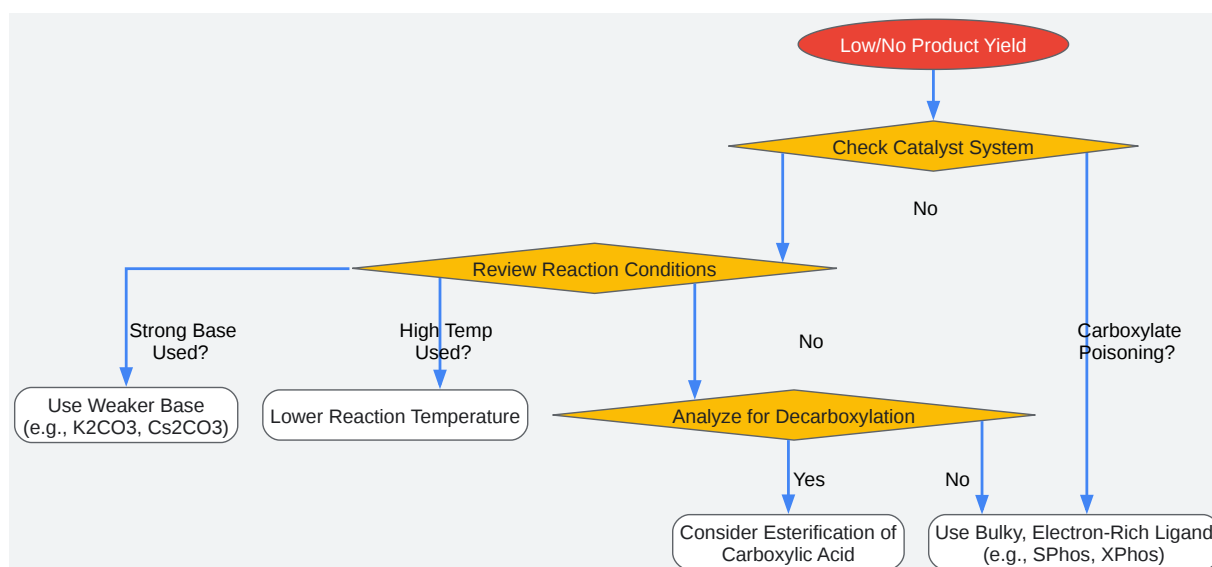 Low/No Product Yield
Check Catalyst System
No
Review Reaction Conditions
Strong Base
Used?
High Temp
Used?
No
Carboxylate
Poisoning?
Use Weaker Base
(e.g., K2CO3, Cs2CO3)
Lower Reaction Temperature
Analyze for Decarboxylation
Yes
No
Consider Esterification of
Carboxylic Acid
Use Bulky, Electron-Rich Ligand
(e.g., SPhos, XPhos)